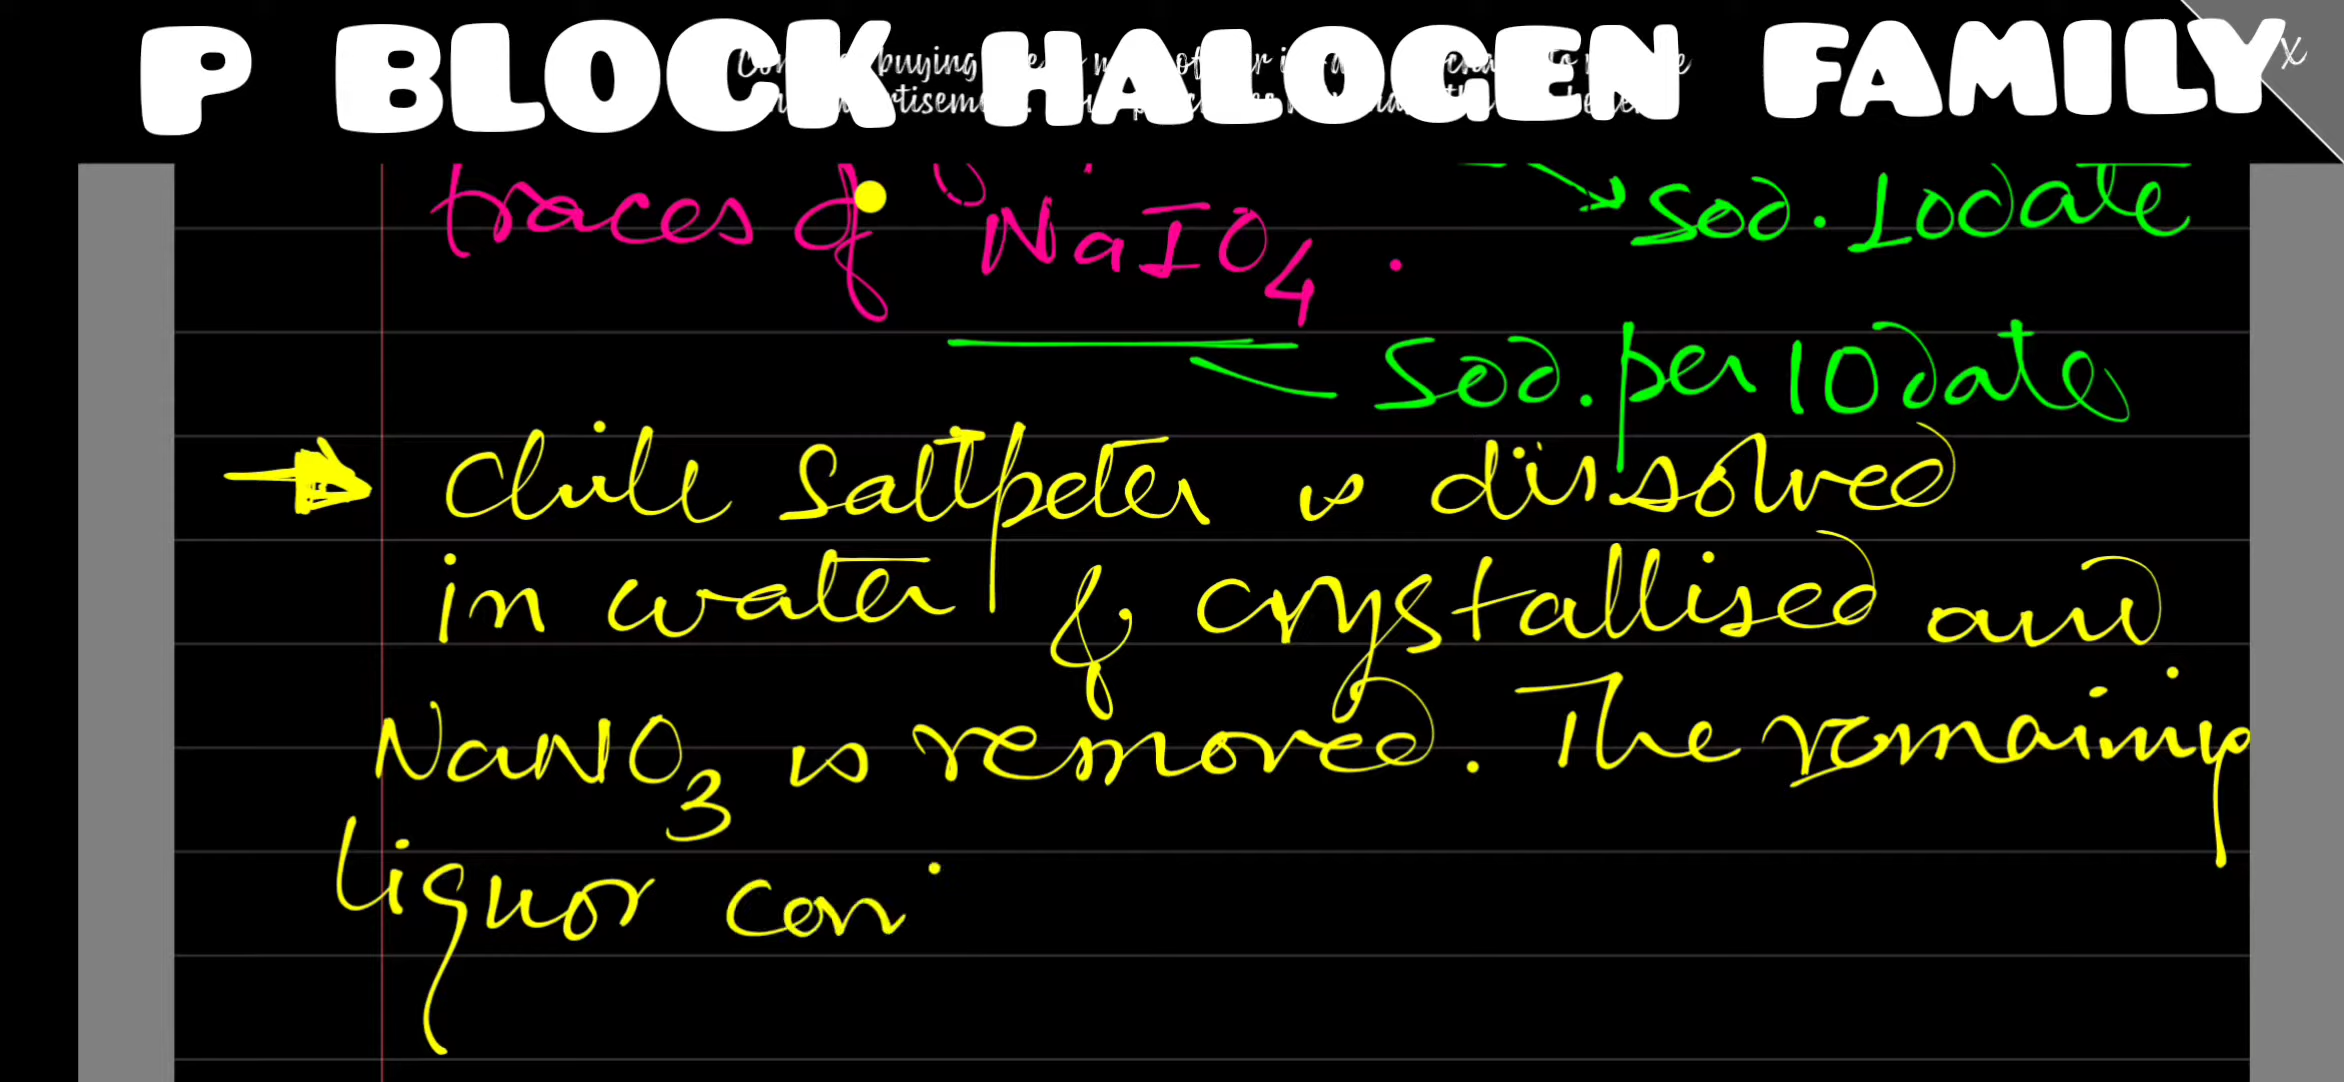 P BLOCK HALOGEN FAMILY
traces of NaIO4.
→ Sod. Iodate
Sod. per iodate
→ Chile Saltpeter is dissolved
in water & crystallised and
NaNO3 is removed. The remaining
liquor con